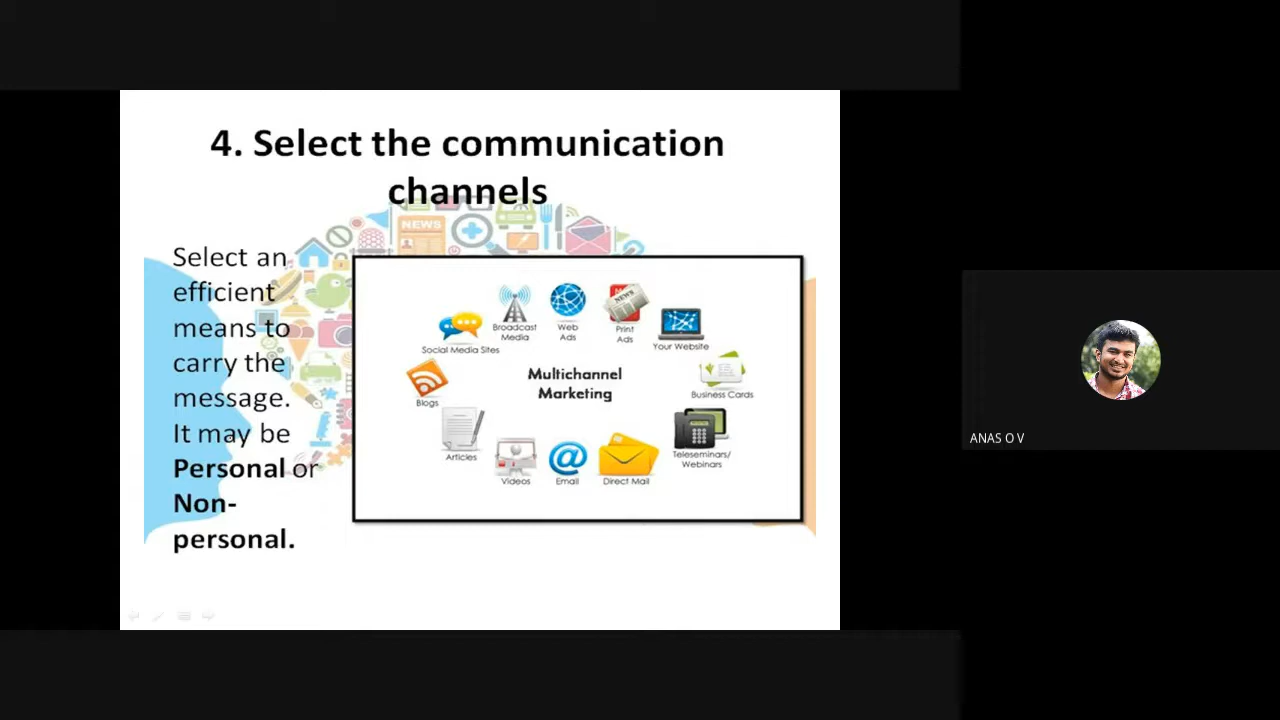 4. Select the communication
channels
Select an
efficient
means to
carry the
message.
It may be
Personal or
Non-
personal.
NEWS
Broadcast
Media
Web
Ads
NEWS
Print
Ads
Your Website
Social Media Sites
Multichannel
Marketing
Business Cards
Blogs
Articles
Teleseminars/
Webinars
Videos
Email
Direct Mail
ANAS O V